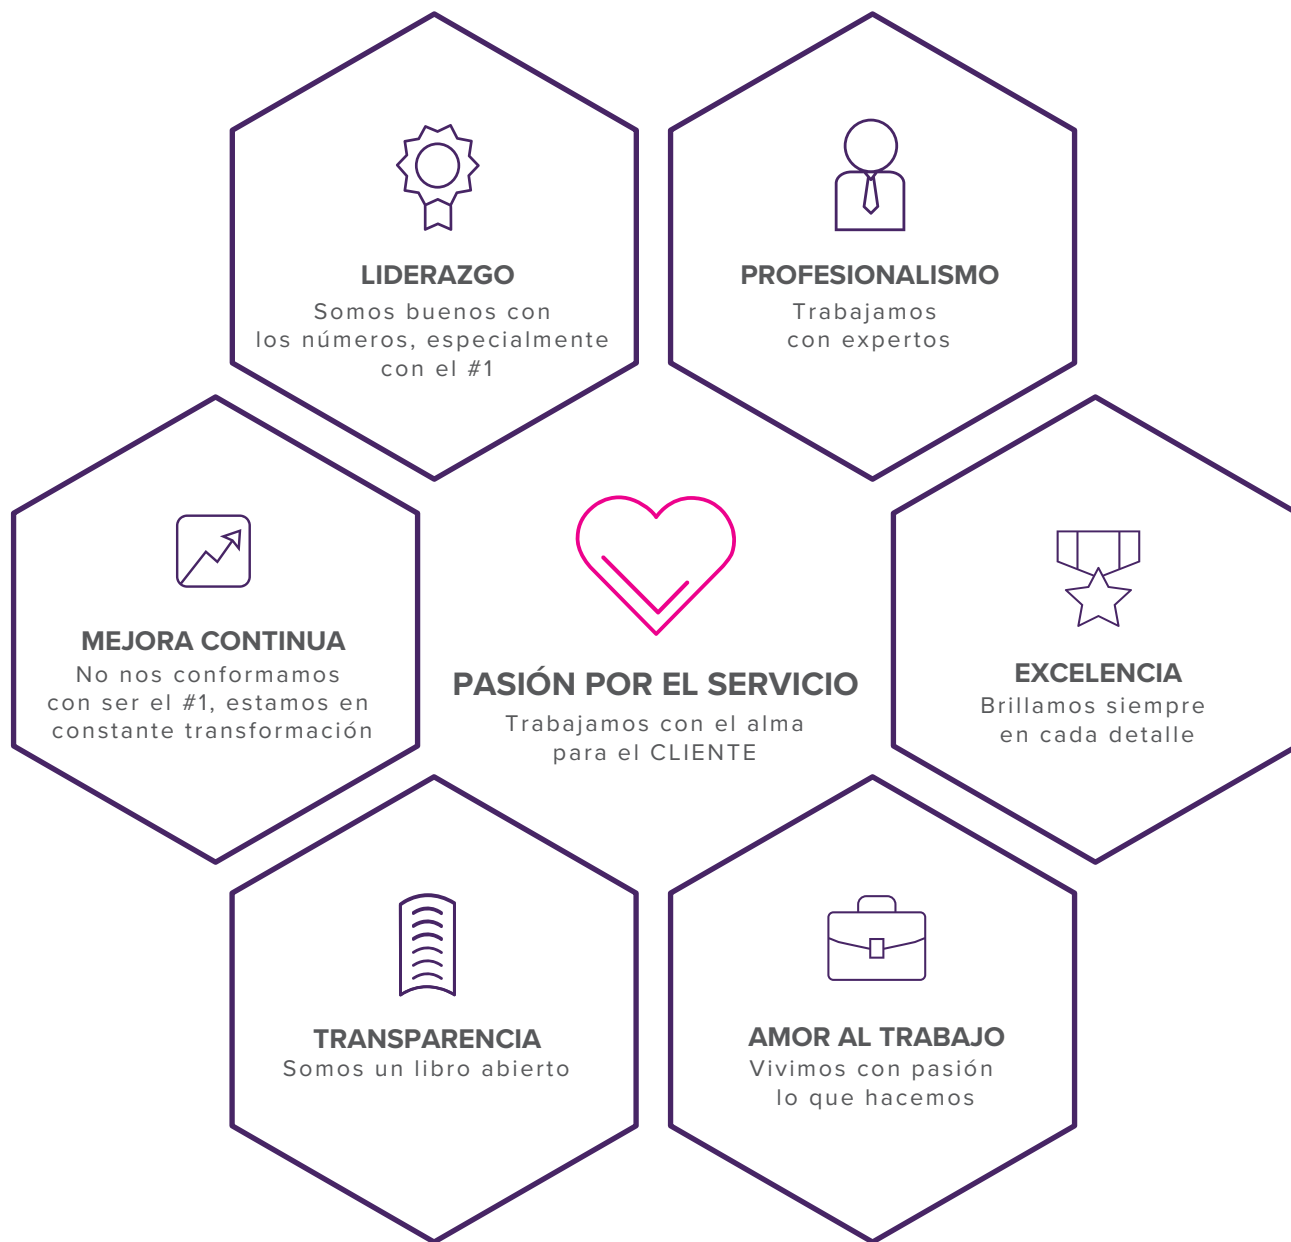 LIDERAZGO
Somos buenos con
los números, especialmente
con el #1
PROFESIONALISMO
Trabajamos
con expertos
MEJORA CONTINUA
No nos conformamos
con ser el #1, estamos en
constante transformación
PASIÓN POR EL SERVICIO
Trabajamos con el alma
para el CLIENTE
EXCELENCIA
Brillamos siempre
en cada detalle
TRANSPARENCIA
Somos un libro abierto
AMOR AL TRABAJO
Vivimos con pasión
lo que hacemos